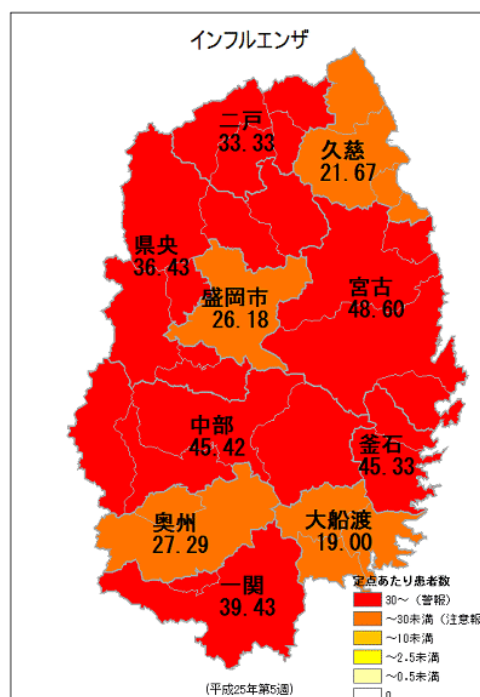 インフルエンザ
二戸
33.33
久慈
21.67
県央
36.43
盛岡市
26.18
宮古
48.60
中部
45.42
釜石
45.33
奥州
27.29
大船渡
19.00
一関
39.43
定点あたり患者数
30～（警報）
～30未満（注意報
～10未満
～2.5未満
～0.5未満
0
(平成25年第5週)